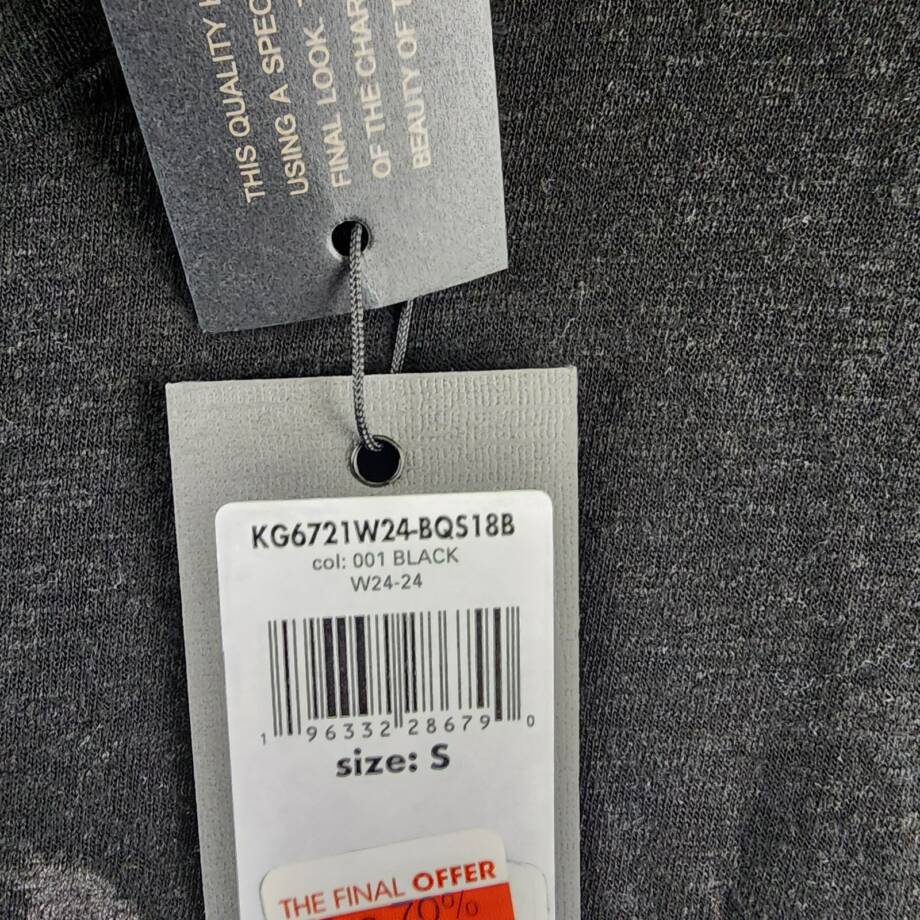 THIS QUALITY
USING A SPEC
FINAL LOOK.
OF THE CHAR
BEAUTY OF T
KG6721W24-BQS18B
col: 001 BLACK
W24-24
1 96332 28679 0
size: S
THE FINAL OFFER
70%